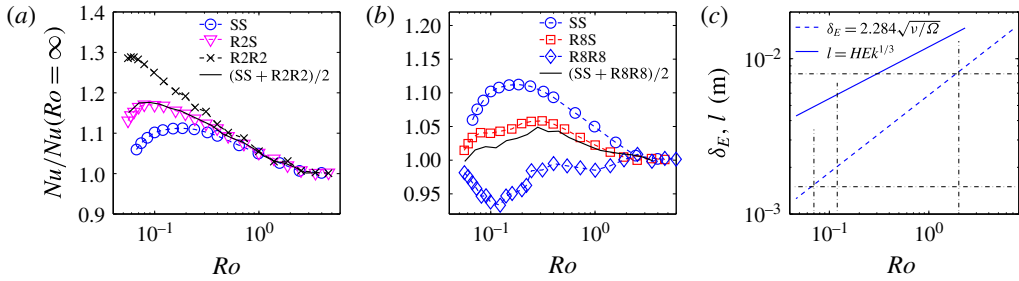 (a)
SS
R2S
R2R2
(SS + R2R2)/2
Nu/Nu(Ro = ∞)
1.4
1.3
1.2
1.1
1.0
0.9
10⁻¹
10⁰
Ro
(b)
SS
R8S
R8R8
(SS + R8R8)/2
1.20
1.15
1.10
1.05
1.00
0.95
10⁻¹
10⁰
Ro
(c)
δ_E = 2.284√(ν/Ω)
l = HEk^{1/3}
δ_E, l (m)
10⁻²
10⁻³
10⁻¹
10⁰
Ro